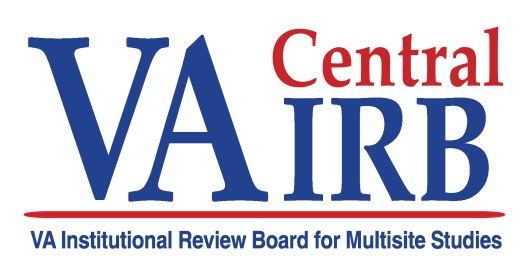 VA Central IRB
VA Institutional Review Board for Multisite Studies